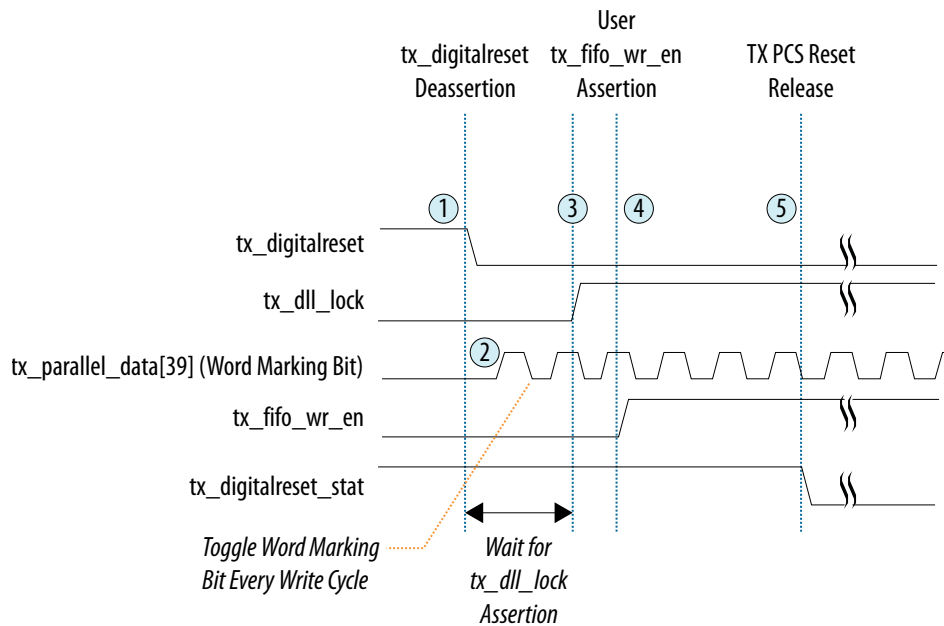 tx_digitalreset
Deassertion
User
tx_fifo_wr_en
Assertion
TX PCS Reset
Release
1
3
4
5
tx_digitalreset
tx_dll_lock
2
tx_parallel_data[39] (Word Marking Bit)
tx_fifo_wr_en
tx_digitalreset_stat
Toggle Word Marking
Bit Every Write Cycle
Wait for
tx_dll_lock
Assertion